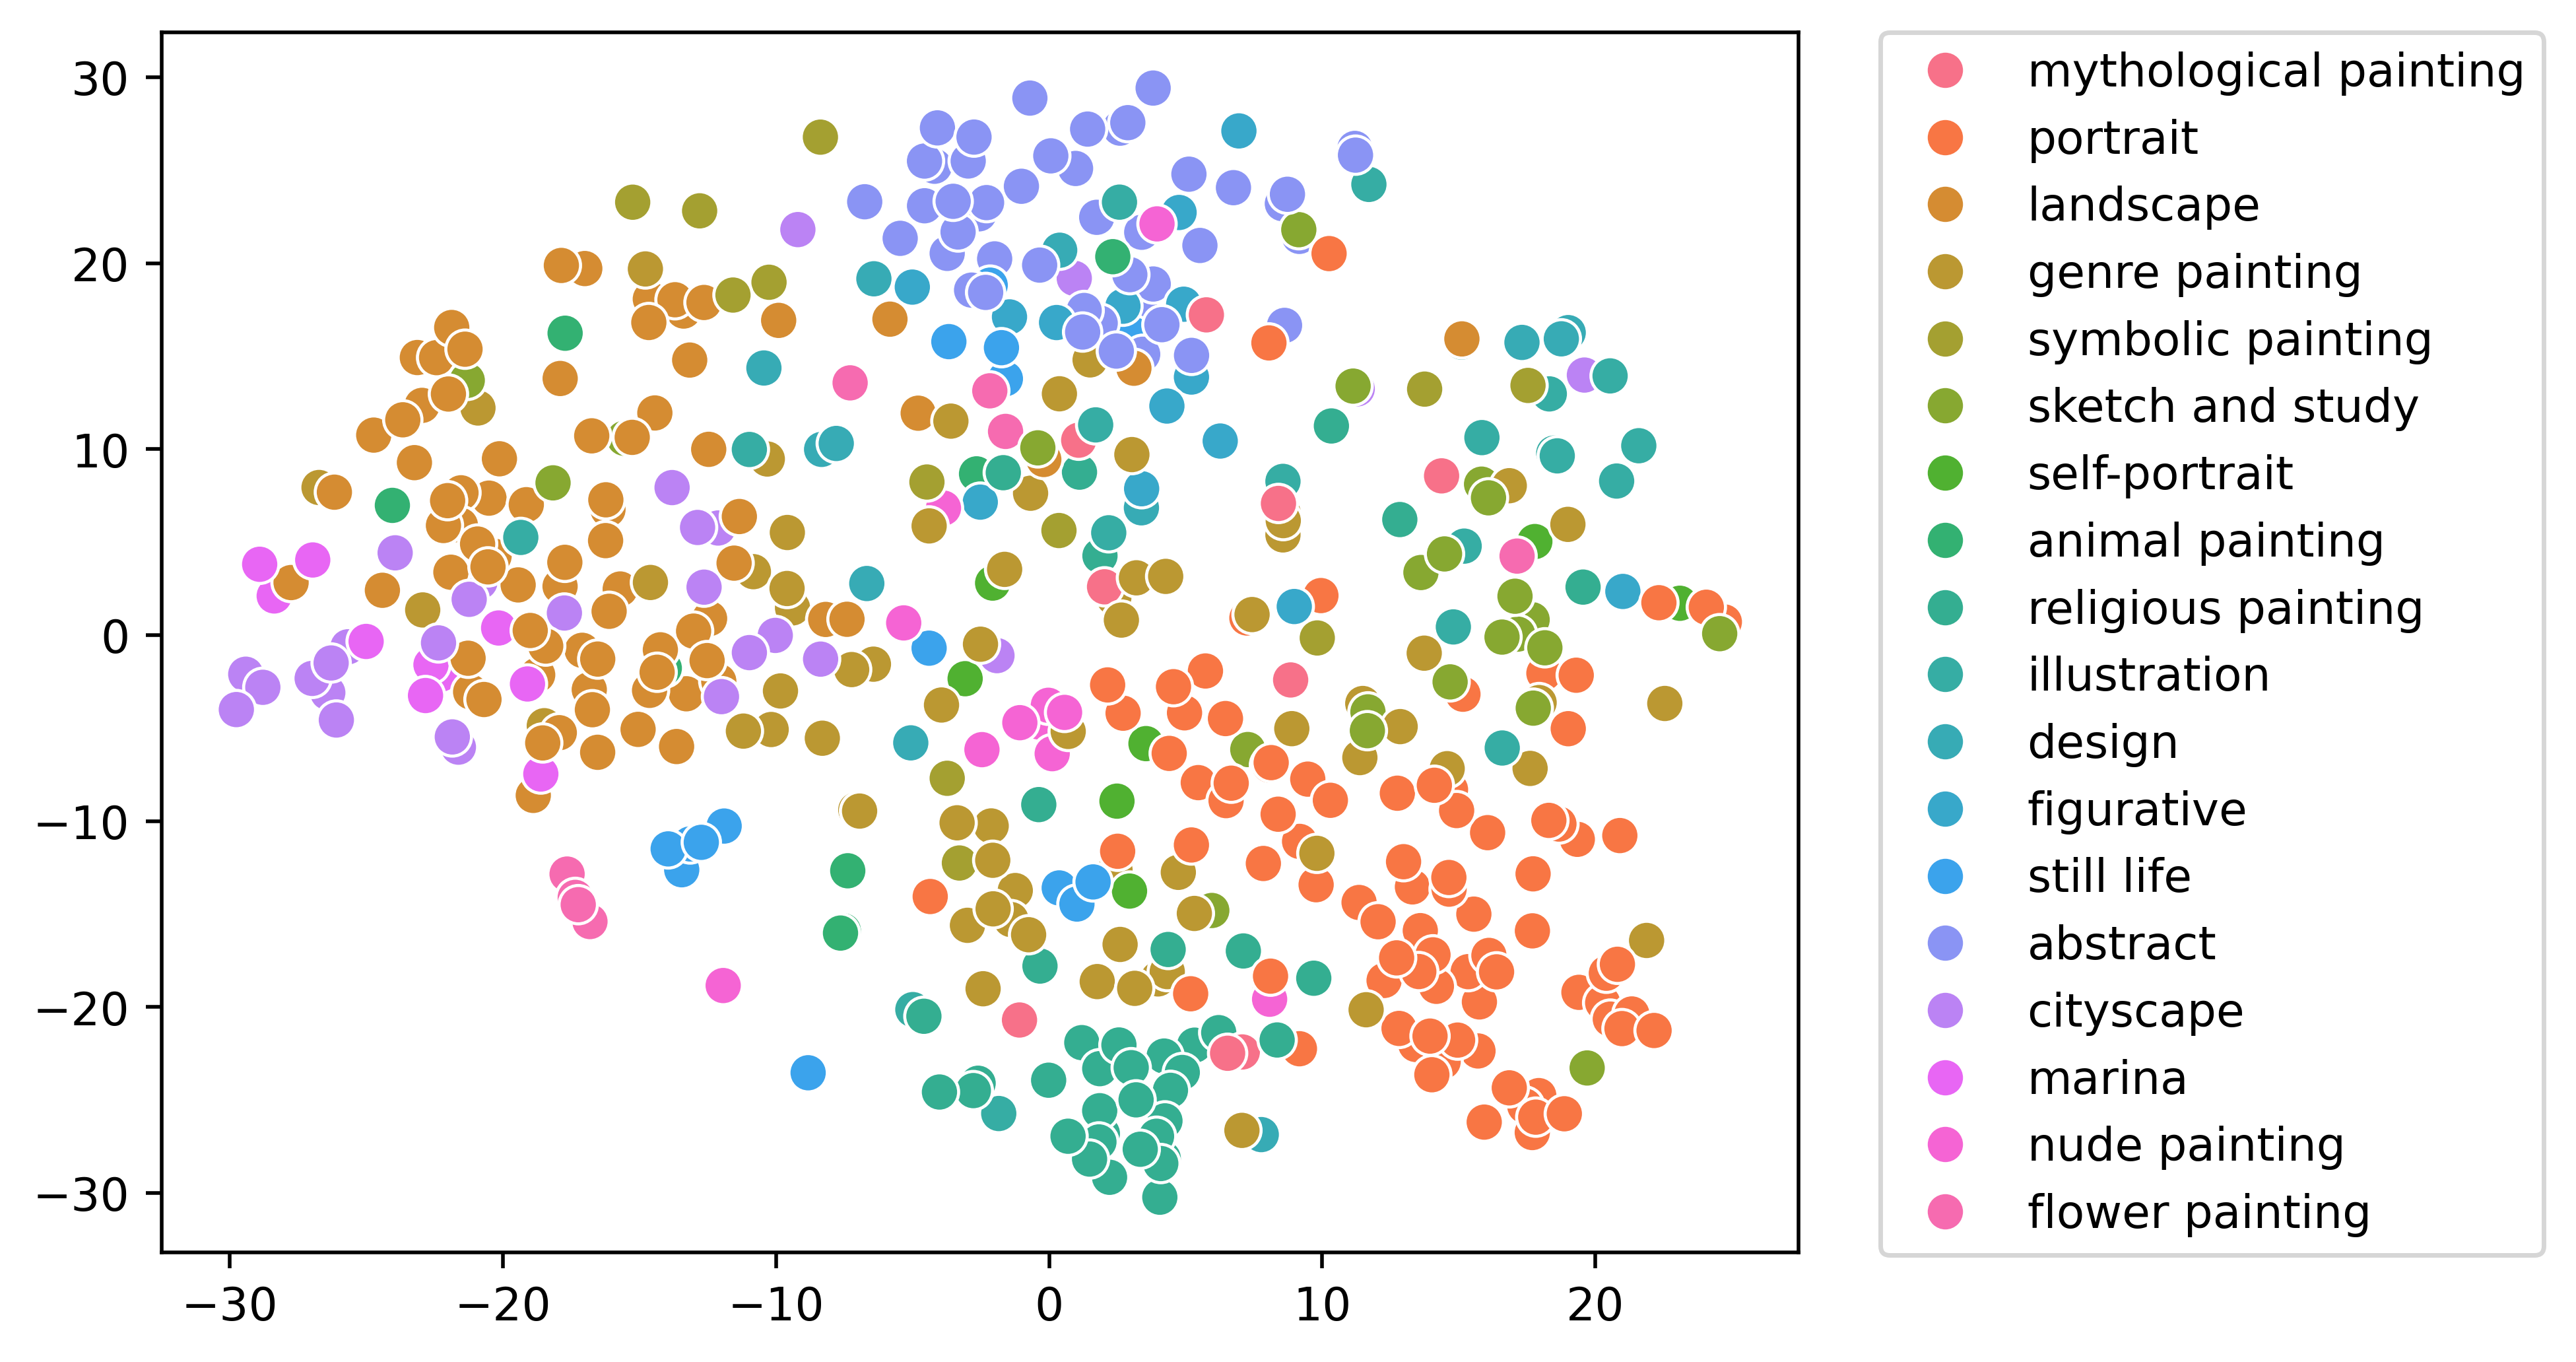 30
20
10
0
−10
−20
−30
−30 −20 −10 0 10 20
mythological painting
portrait
landscape
genre painting
symbolic painting
sketch and study
self-portrait
animal painting
religious painting
illustration
design
figurative
still life
abstract
cityscape
marina
nude painting
flower painting